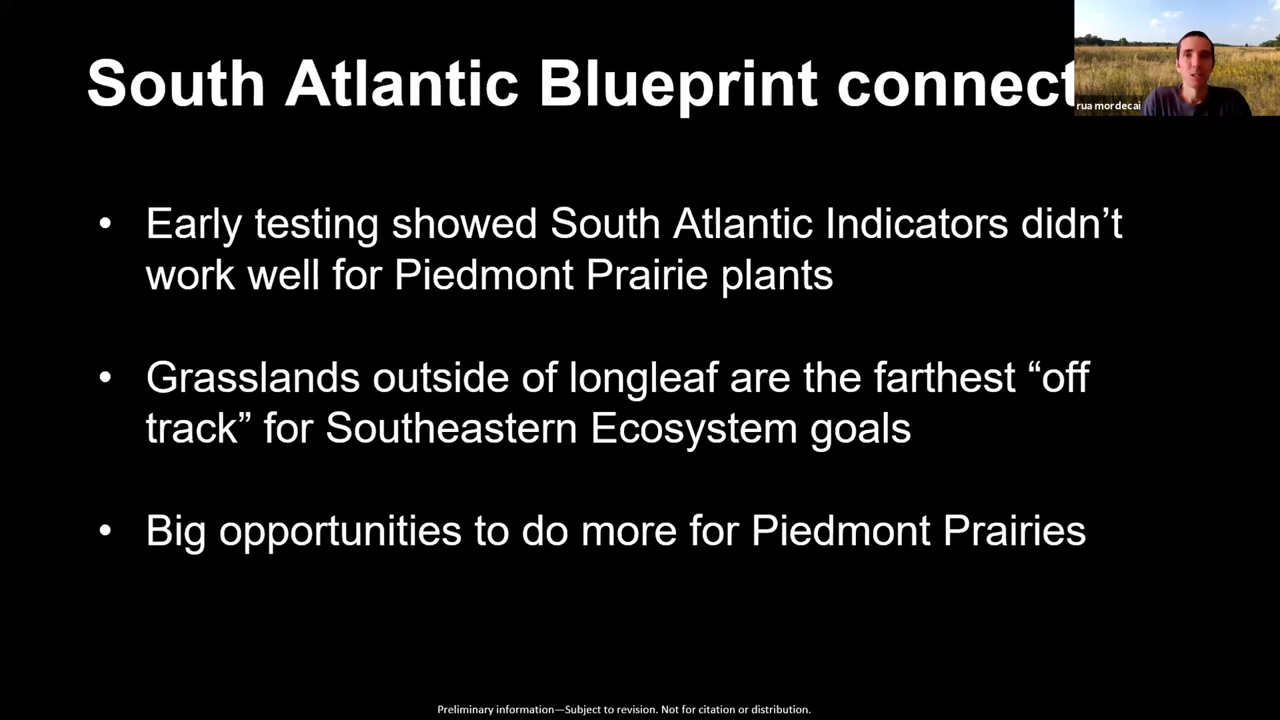 South Atlantic Blueprint connect
rua mordecai
• Early testing showed South Atlantic Indicators didn’t
work well for Piedmont Prairie plants
• Grasslands outside of longleaf are the farthest “off
track” for Southeastern Ecosystem goals
• Big opportunities to do more for Piedmont Prairies
Preliminary information—Subject to revision. Not for citation or distribution.